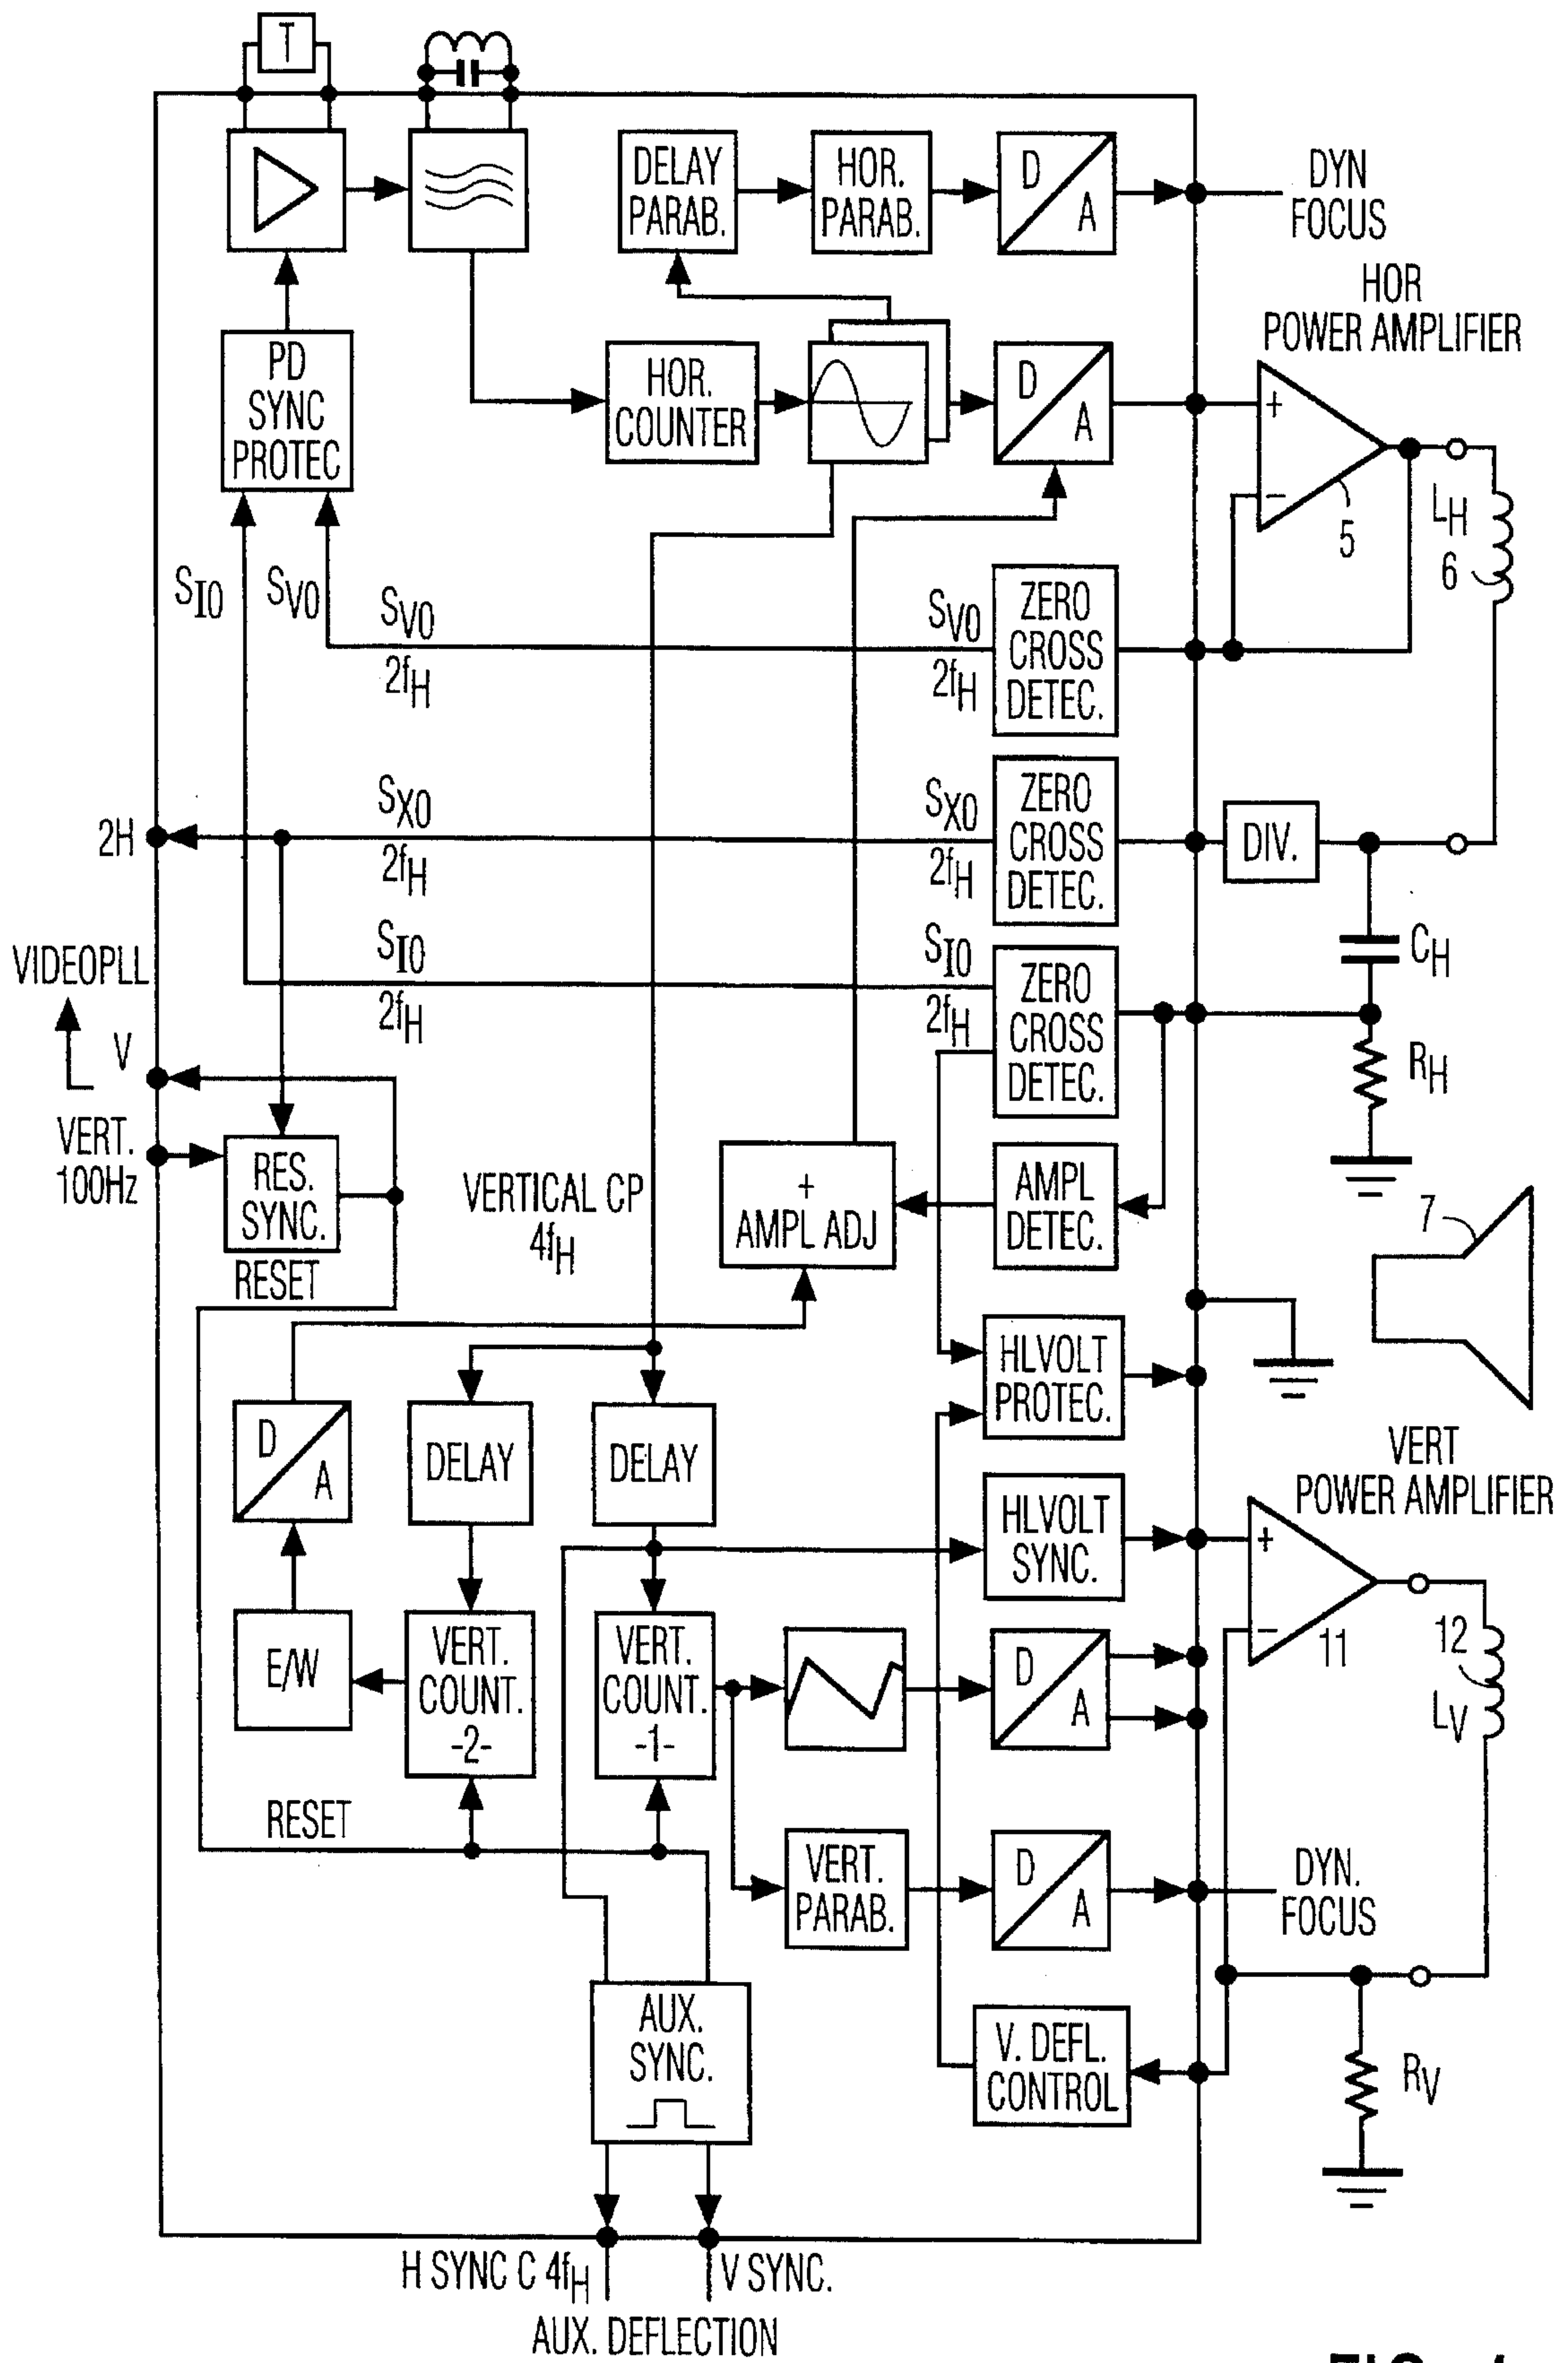 T
DELAY
PARAB.
HOR.
PARAB.
D
A
DYN
FOCUS
HOR
POWER AMPLIFIER
PD
SYNC
PROTEC
HOR.
COUNTER
D
A
+
−
5
LH
6
SI0
SV0
SV0
2fH
SV0
2fH
ZERO
CROSS
DETEC.
2H
SX0
2fH
SX0
2fH
ZERO
CROSS
DETEC.
DIV.
CH
VIDEOPLL
SI0
2fH
SI0
2fH
ZERO
CROSS
DETEC.
RH
V
VERT.
100Hz
RES.
SYNC.
RESET
VERTICAL CP
4fH
+
AMPL ADJ
AMPL
DETEC.
7
HLVOLT
PROTEC.
D
A
DELAY
DELAY
HLVOLT
SYNC.
VERT
POWER AMPLIFIER
+
−
11
12
LV
E/W
VERT.
COUNT.
-2-
VERT.
COUNT.
-1-
D
A
RESET
VERT.
PARAB.
D
A
DYN.
FOCUS
AUX.
SYNC.
V. DEFL.
CONTROL
RV
H SYNC C 4fH
V SYNC.
AUX. DEFLECTION